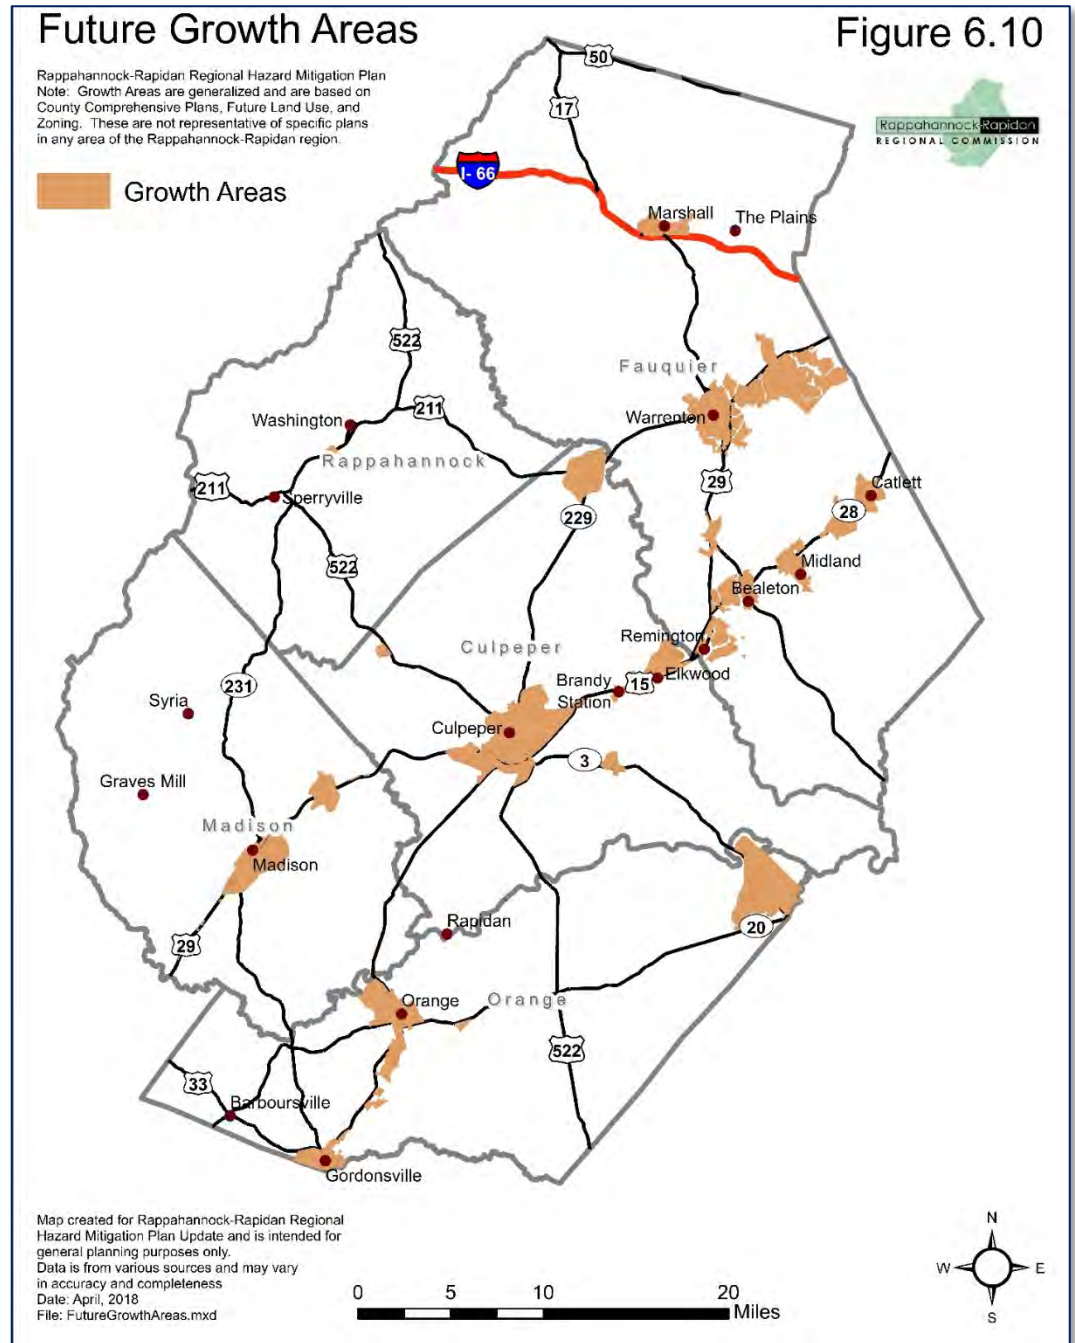 Future Growth Areas
Figure 6.10
Rappahannock-Rapidan Regional Hazard Mitigation Plan
Note: Growth Areas are generalized and are based on
County Comprehensive Plans, Future Land Use, and
Zoning. These are not representative of specific plans
in any area of the Rappahannock-Rapidan region.
Rappahannock-Rapidan
REGIONAL COMMISSION
Growth Areas
50
17
I- 66
Marshall
The Plains
522
Fauquier
211
Washington
Warrenton
Rappahannock
29
Catlett
211
Sperryville
28
229
522
Midland
Bealeton
Remington
Culpeper
Elkwood
Brandy
Station
15
231
Syria
Culpeper
3
Graves Mill
Madison
Madison
Rapidan
20
29
Orange
Orange
522
33
Barboursville
Gordonsville
Map created for Rappahannock-Rapidan Regional
Hazard Mitigation Plan Update and is intended for
general planning purposes only.
Data is from various sources and may vary
in accuracy and completeness
Date: April, 2018
File: FutureGrowthAreas.mxd
0 5 10 20
Miles
N
W E
S